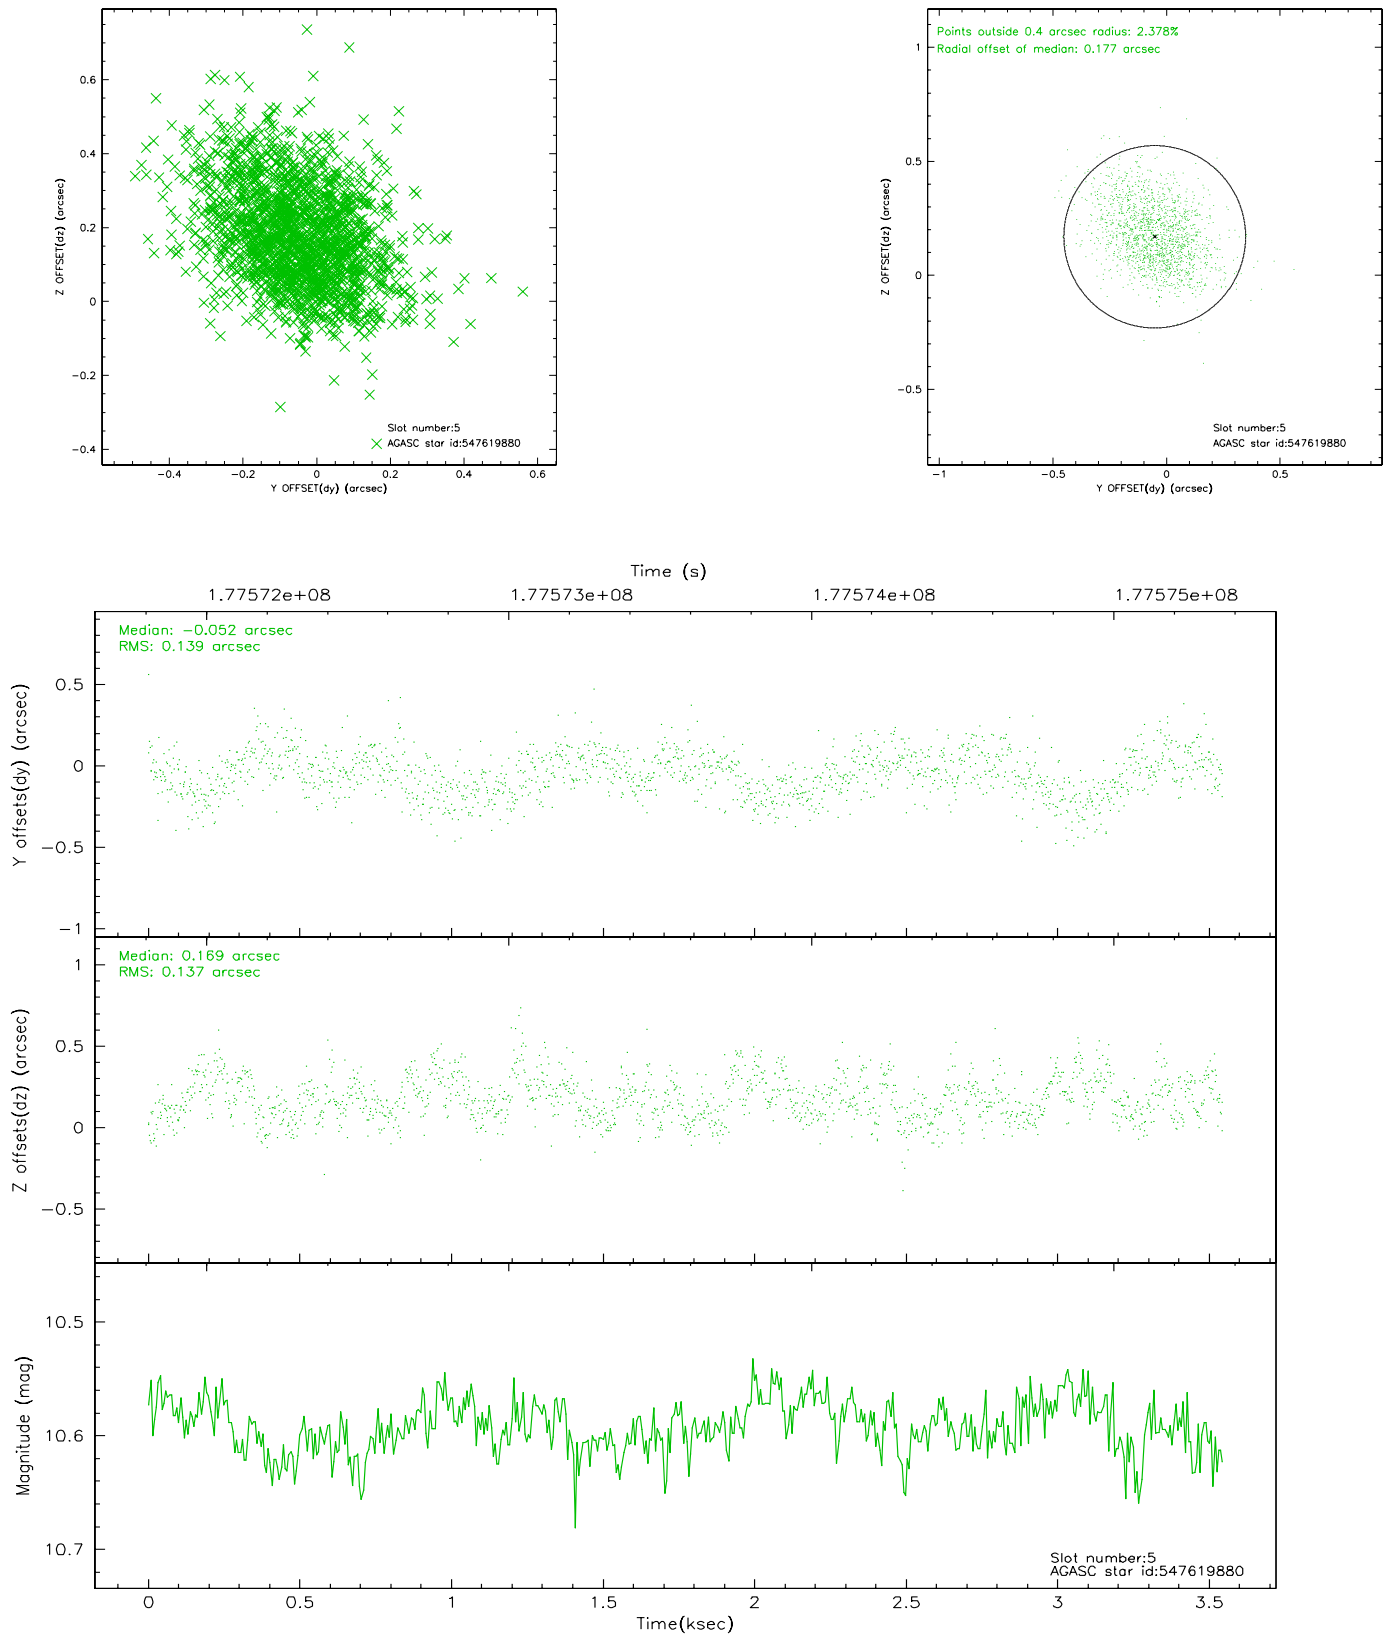 0.6
0.4
0.2
0
−0.2
−0.4
Z OFFSET(dz) (arcsec)
Slot number:5
AGASC star id:547619880
−0.4
−0.2
0
0.2
0.4
0.6
Y OFFSET(dy) (arcsec)
Points outside 0.4 arcsec radius: 2.378%
Radial offset of median: 0.177 arcsec
1
0.5
0
−0.5
Z OFFSET(dz) (arcsec)
Slot number:5
AGASC star id:547619880
−1
−0.5
0
0.5
Y OFFSET(dy) (arcsec)
Time (s)
1.77572e+08
1.77573e+08
1.77574e+08
1.77575e+08
Median: −0.052 arcsec
RMS: 0.139 arcsec
0.5
0
−0.5
−1
Y offsets(dy) (arcsec)
Median: 0.169 arcsec
RMS: 0.137 arcsec
1
0.5
0
−0.5
Z offsets(dz) (arcsec)
10.5
10.6
10.7
Magnitude (mag)
Slot number:5
AGASC star id:547619880
0
0.5
1
1.5
2
2.5
3
3.5
Time(ksec)